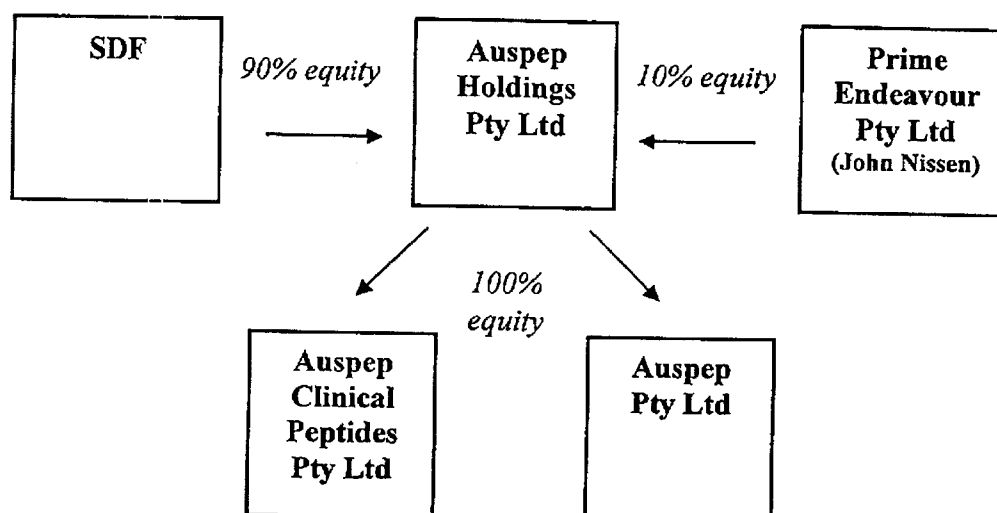 SDF
90% equity
Auspep
Holdings
Pty Ltd
10% equity
Prime
Endeavour
Pty Ltd
(John Nissen)
100%
equity
Auspep
Clinical
Peptides
Pty Ltd
Auspep
Pty Ltd